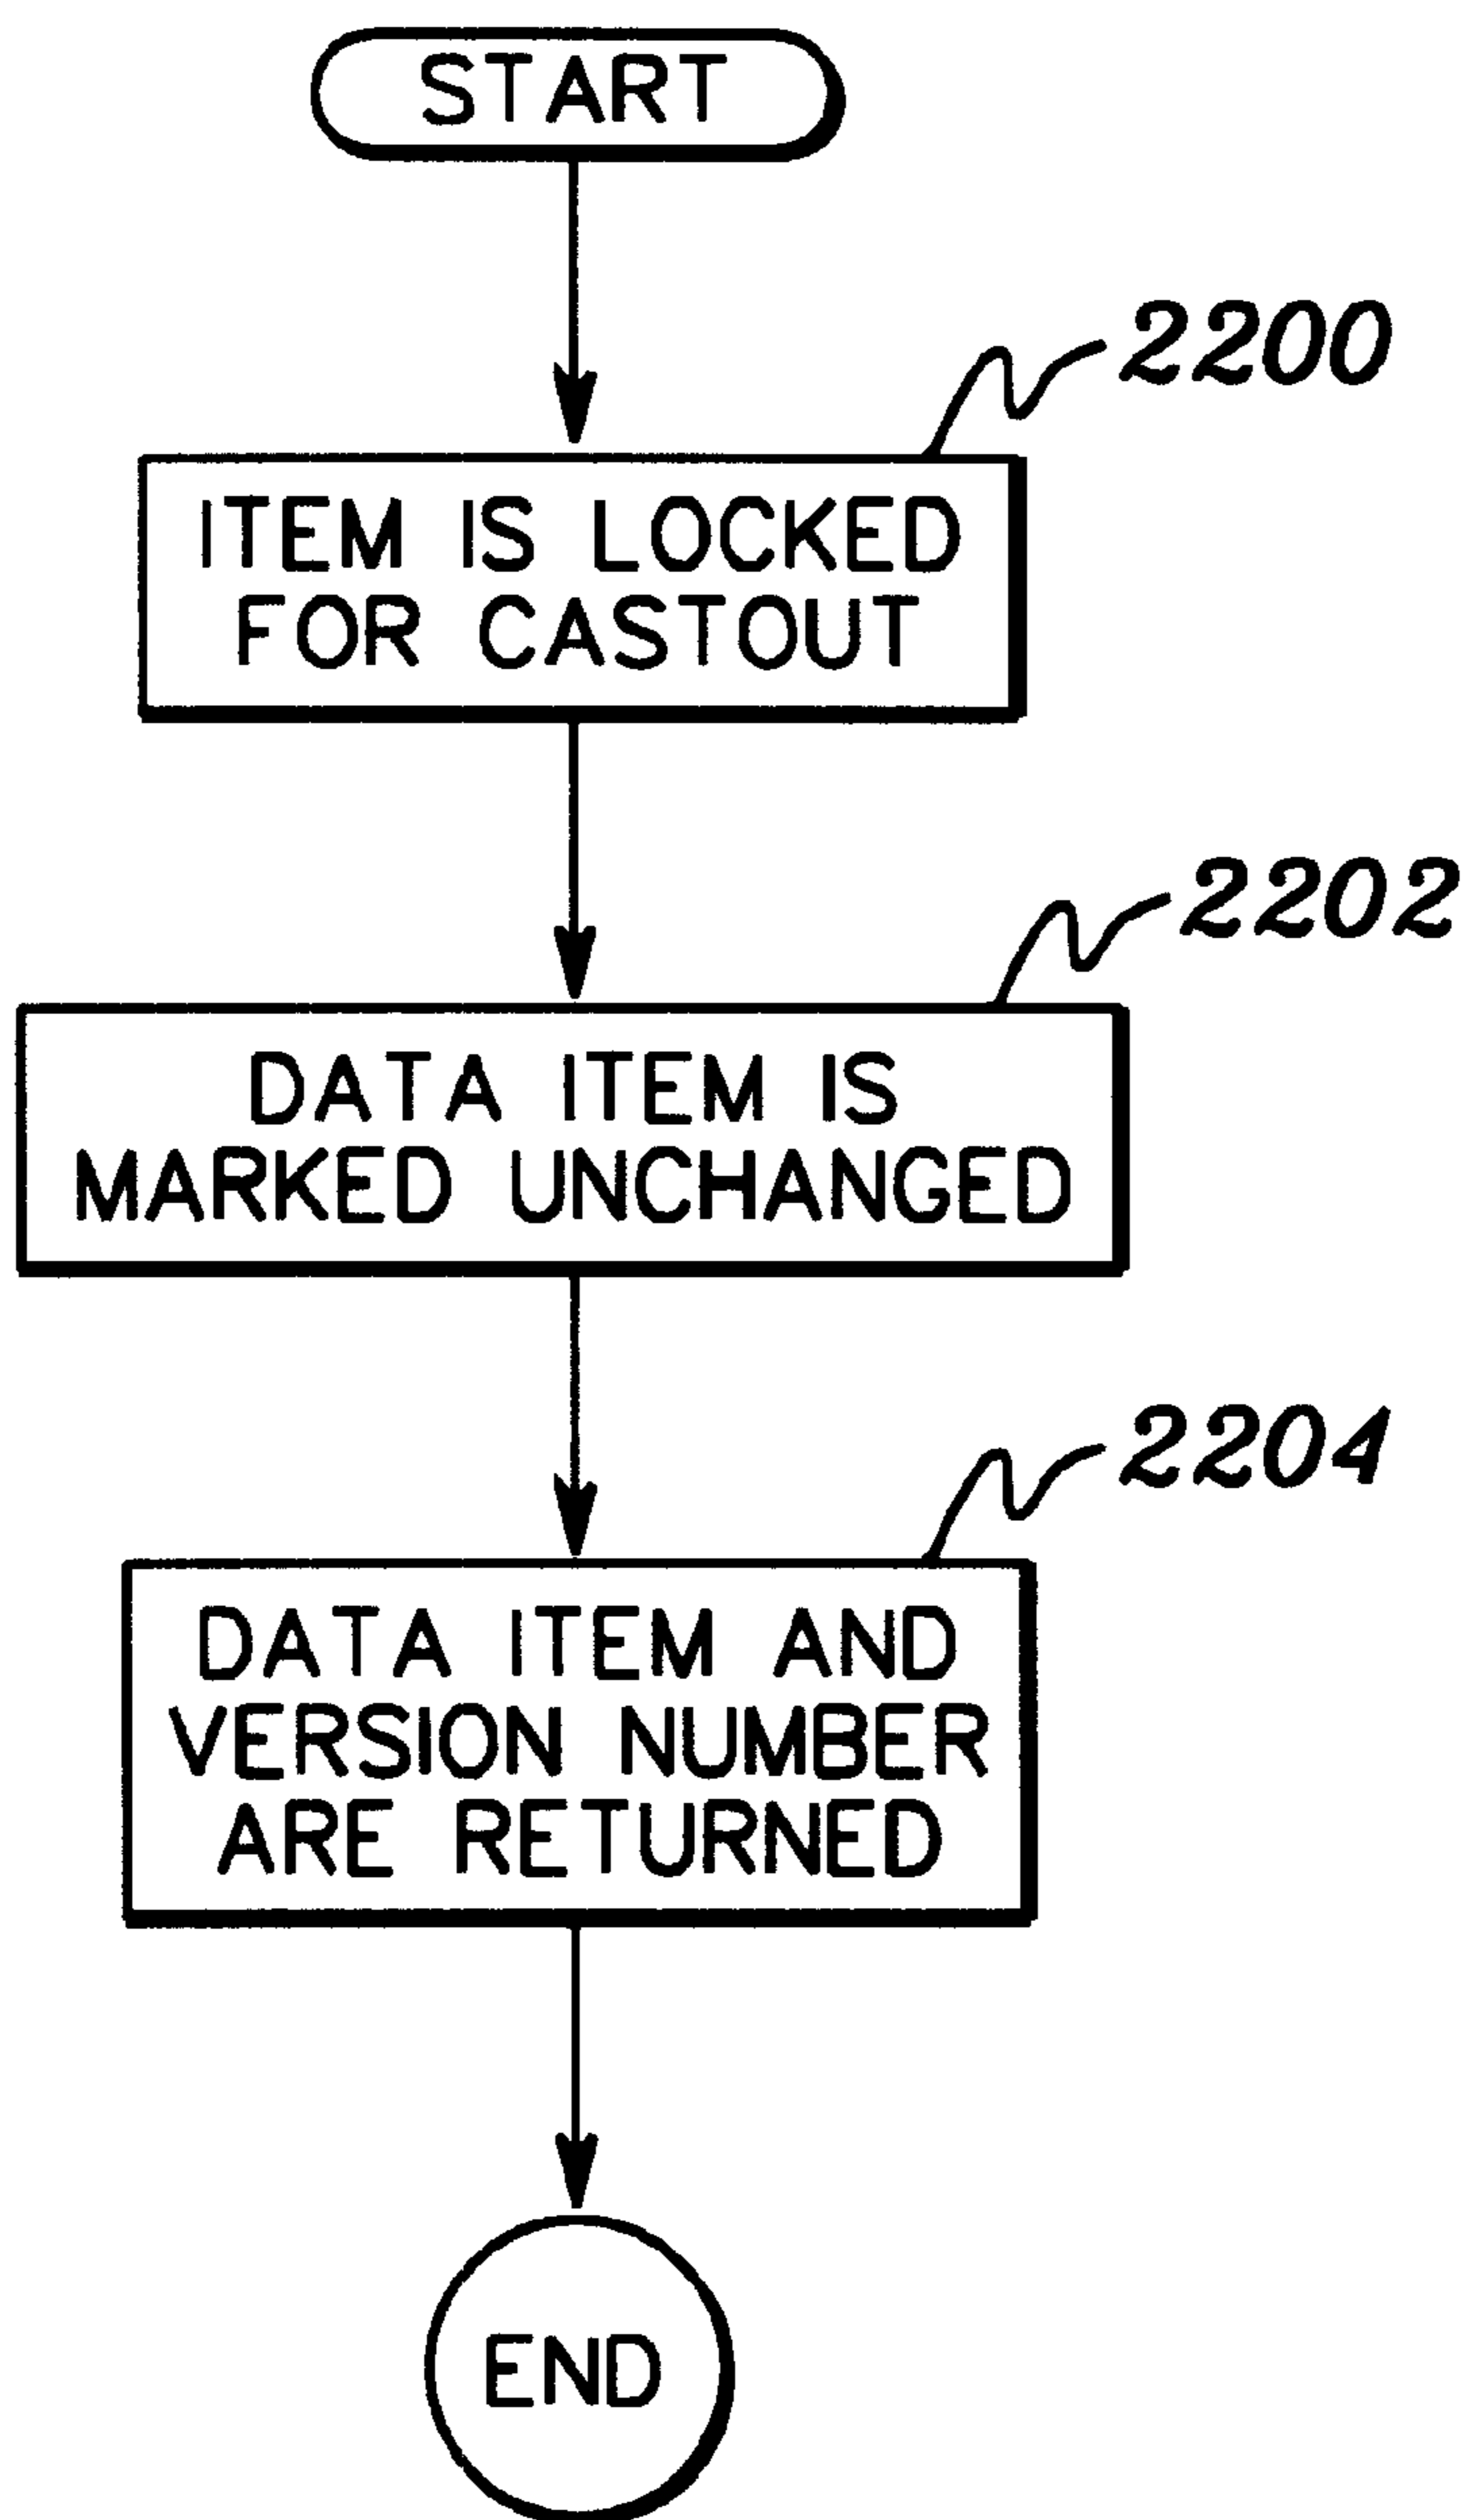 START
2200
ITEM IS LOCKED
FOR CASTOUT
2202
DATA ITEM IS
MARKED UNCHANGED
2204
DATA ITEM AND
VERSION NUMBER
ARE RETURNED
END